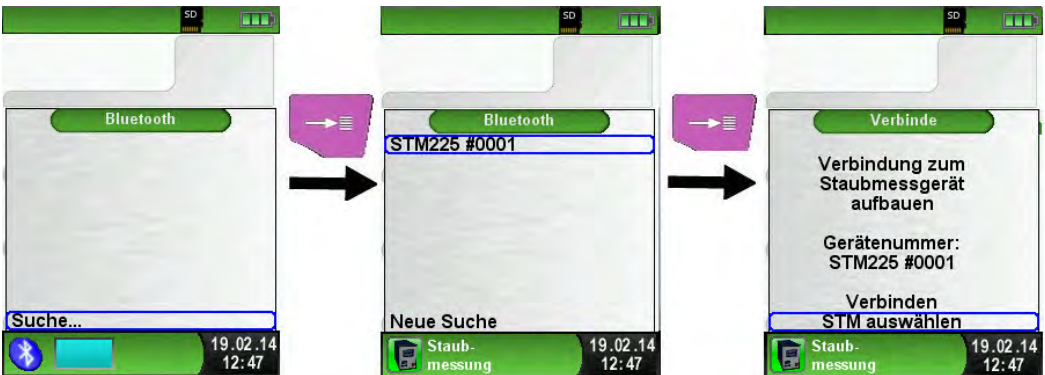 SD
Bluetooth
Suche...
19.02.14
12:47
SD
Bluetooth
STM225 #0001
Neue Suche
Staub-
messung
19.02.14
12:47
SD
Verbinde
Verbindung zum
Staubmessgerät
aufbauen
Gerätenummer:
STM225 #0001
Verbinden
STM auswählen
Staub-
messung
19.02.14
12:47